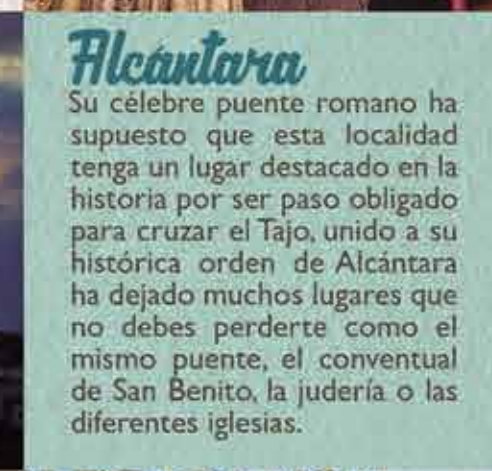 Alcántara
Su célebre puente romano ha
supuesto que esta localidad
tenga un lugar destacado en la
historia por ser paso obligado
para cruzar el Tajo, unido a su
histórica orden de Alcántara
ha dejado muchos lugares que
no debes perderte como el
mismo puente, el conventual
de San Benito, la judería o las
diferentes iglesias.